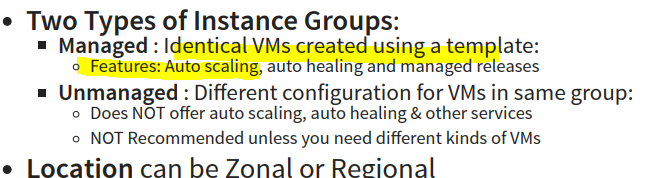 Two Types of Instance Groups:
Managed : Identical VMs created using a template:
Features: Auto scaling, auto healing and managed releases
Unmanaged : Different configuration for VMs in same group:
Does NOT offer auto scaling, auto healing & other services
NOT Recommended unless you need different kinds of VMs
Location can be Zonal or Regional